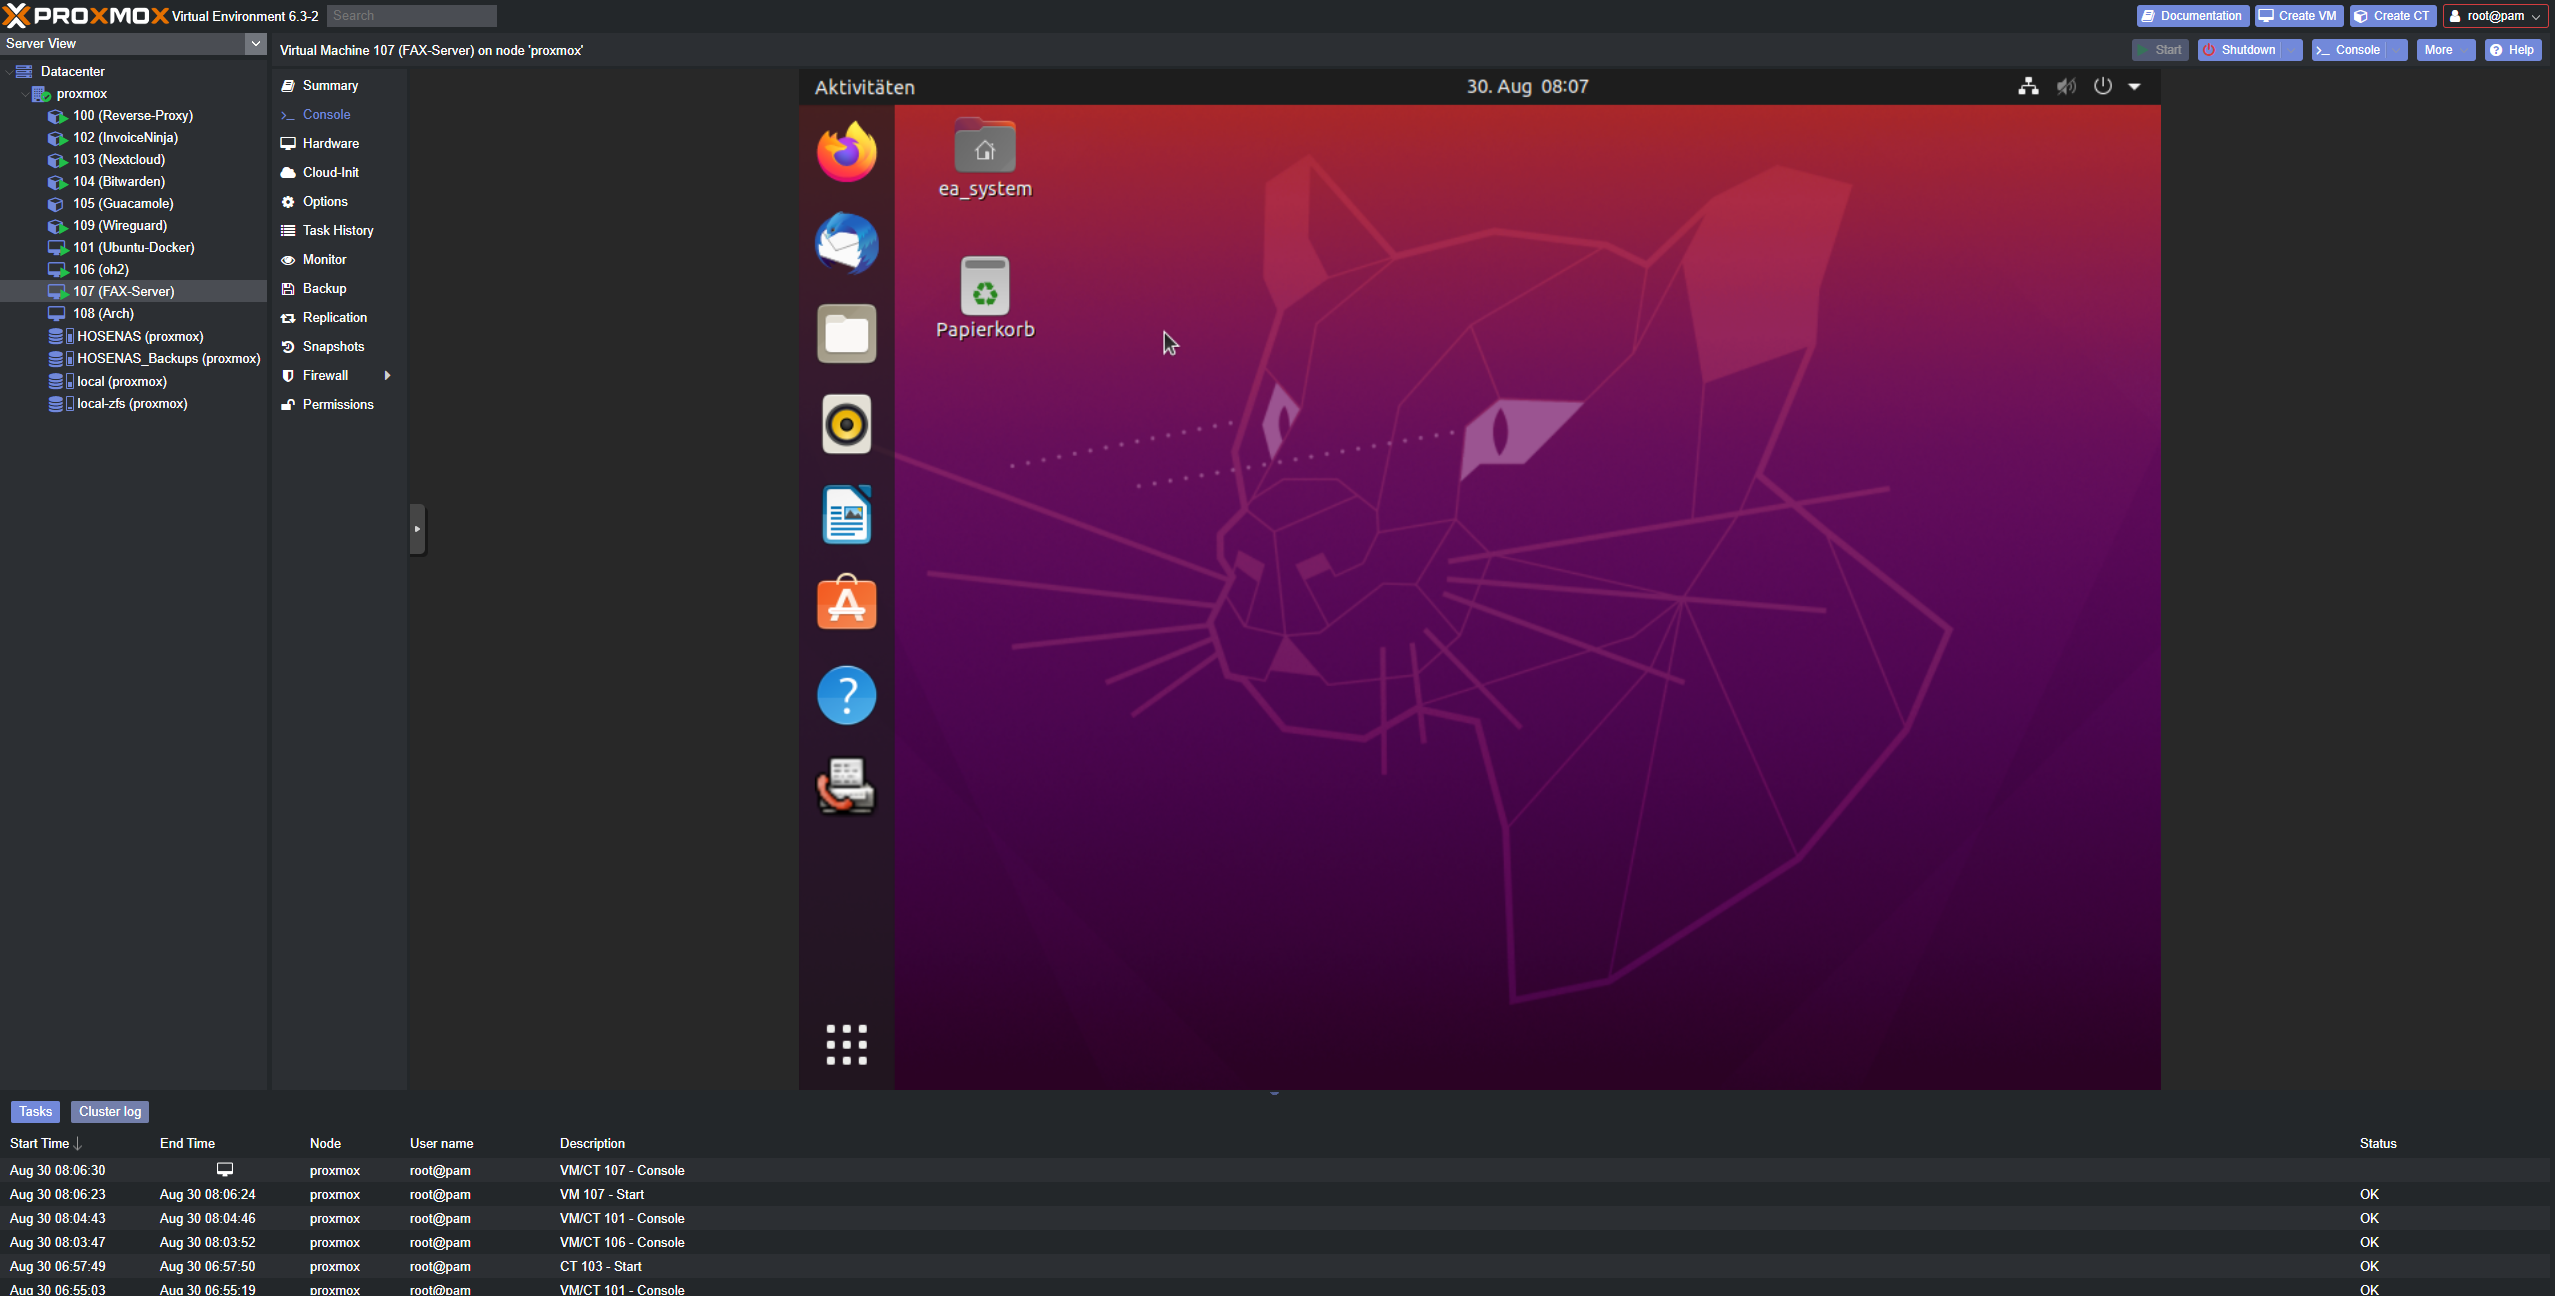 PROXMOX Virtual Environment 6.3-2 Search Documentation Create VM Create CT root@pam
Server View
Virtual Machine 107 (FAX-Server) on node 'proxmox' Start Shutdown Console More Help
Datacenter
proxmox
100 (Reverse-Proxy)
102 (InvoiceNinja)
103 (Nextcloud)
104 (Bitwarden)
105 (Guacamole)
109 (Wireguard)
101 (Ubuntu-Docker)
106 (oh2)
107 (FAX-Server)
108 (Arch)
HOSENAS (proxmox)
HOSENAS_Backups (proxmox)
local (proxmox)
local-zfs (proxmox)
Summary
Console
Hardware
Cloud-Init
Options
Task History
Monitor
Backup
Replication
Snapshots
Firewall
Permissions
Aktivitäten 30. Aug 08:07
ea_system
Papierkorb
Tasks Cluster log
Start Time End Time Node User name Description Status
Aug 30 08:06:30 proxmox root@pam VM/CT 107 - Console
Aug 30 08:06:23 Aug 30 08:06:24 proxmox root@pam VM 107 - Start OK
Aug 30 08:04:43 Aug 30 08:04:46 proxmox root@pam VM/CT 101 - Console OK
Aug 30 08:03:47 Aug 30 08:03:52 proxmox root@pam VM/CT 106 - Console OK
Aug 30 06:57:49 Aug 30 06:57:50 proxmox root@pam CT 103 - Start OK
Aug 30 06:55:03 Aug 30 06:55:19 proxmox root@pam VM/CT 101 - Console OK